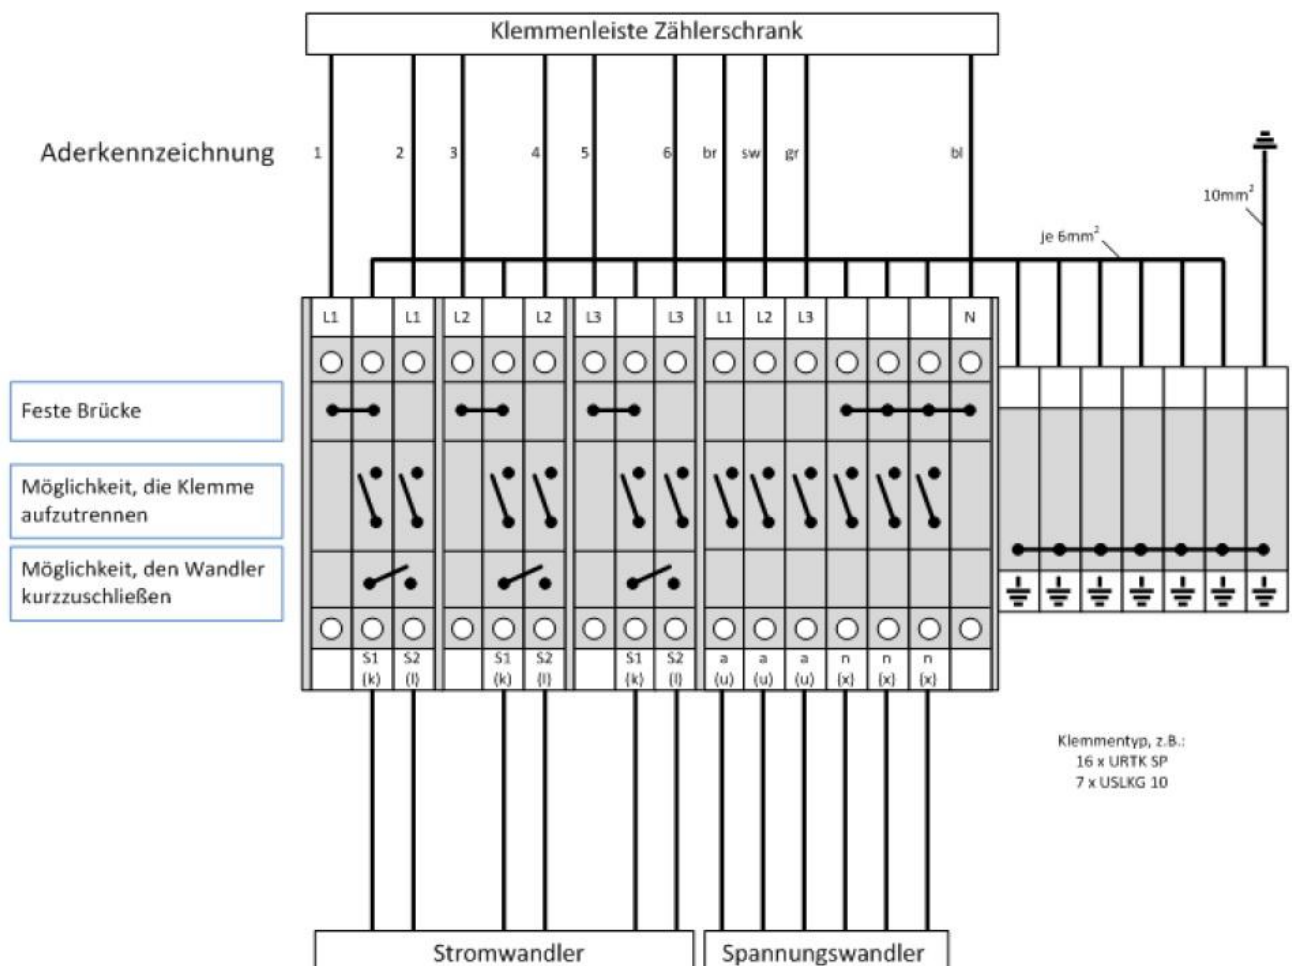 Klemmenleiste Zählerschrank
Aderkennzeichnung
1 2 3 4 5 6 br sw gr bl
10mm²
je 6mm²
L1 L1 L2 L2 L3 L3 L1 L2 L3 N
Feste Brücke
Möglichkeit, die Klemme
aufzutrennen
Möglichkeit, den Wandler
kurzzuschließen
S1 S2 S1 S2 S1 S2 a a a n n n
(k) (l) (k) (l) (k) (l) (u) (u) (u) (x) (x) (x)
Klemmentyp, z.B.:
16 x URTK SP
7 x USLKG 10
Stromwandler
Spannungswandler